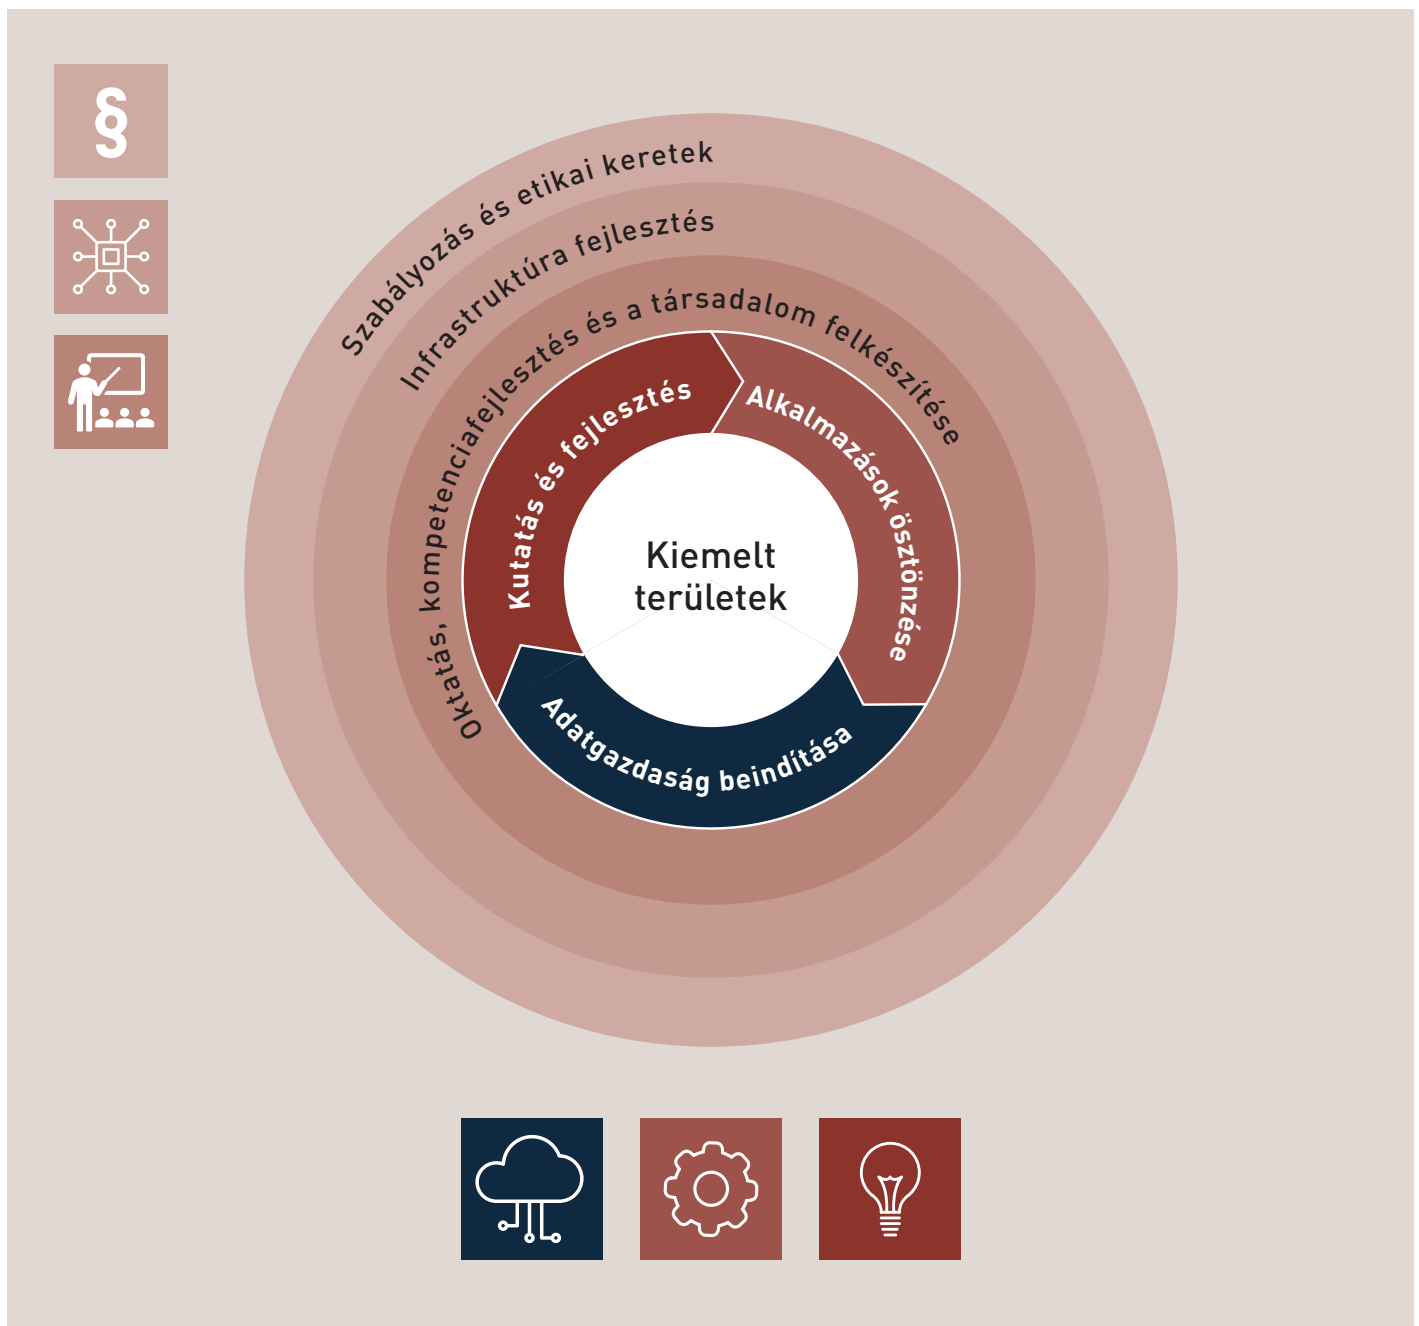 §
Szabályozás és etikai keretek
Infrastruktúra fejlesztés
Oktatás, kompetenciafejlesztés és a társadalom felkészítése
Kutatás és fejlesztés
Alkalmazások ösztönzése
Kiemelt
területek
Adatgazdaság beindítása